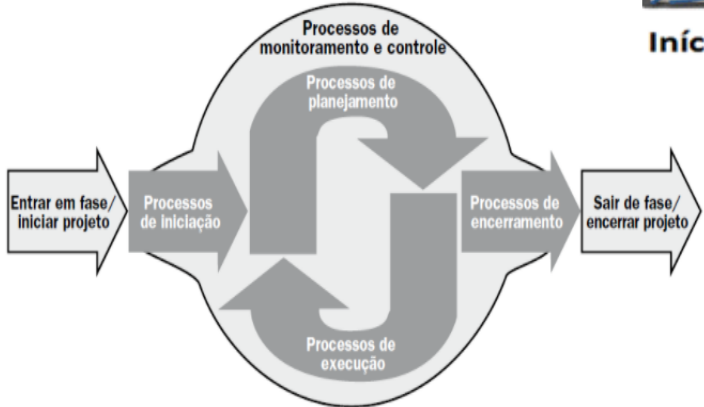 Processos de
monitoramento e controle
Processos de
planejamento
Entrar em fase/
iniciar projeto
Processos
de iniciação
Processos de
encerramento
Sair de fase/
encerrar projeto
Processos de
execução